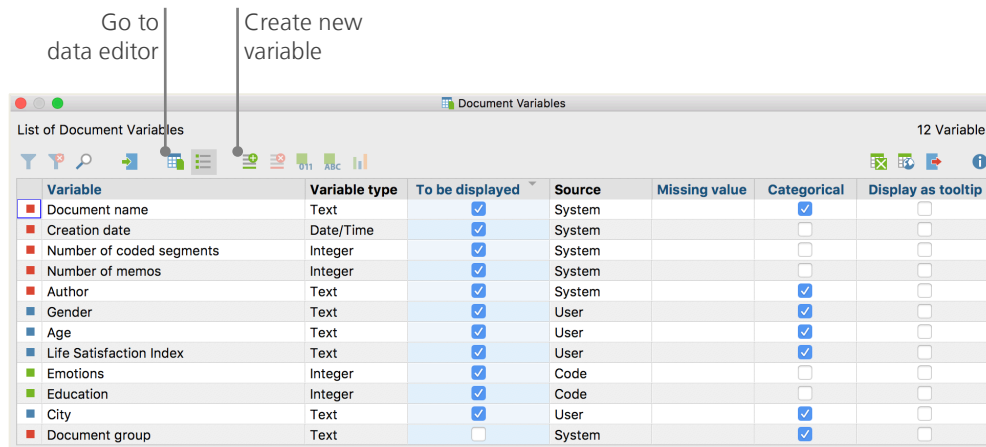 Go to
data editor
Create new
variable
Document Variables
List of Document Variables
12 Variable
011
ABC
Variable Variable type To be displayed Source Missing value Categorical Display as tooltip
Document name Text System
Creation date Date/Time System
Number of coded segments Integer System
Number of memos Integer System
Author Text System
Gender Text User
Age Text User
Life Satisfaction Index Text User
Emotions Integer Code
Education Integer Code
City Text User
Document group Text System